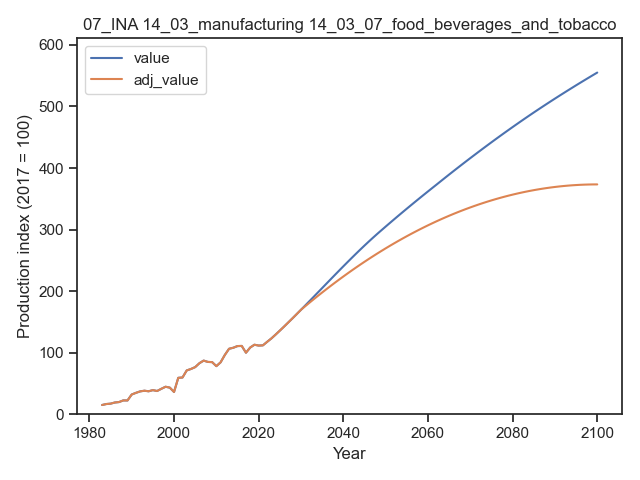 07_INA 14_03_manufacturing 14_03_07_food_beverages_and_tobacco
value
adj_value
Production index (2017 = 100)
600
500
400
300
200
100
0
1980 2000 2020 2040 2060 2080 2100
Year